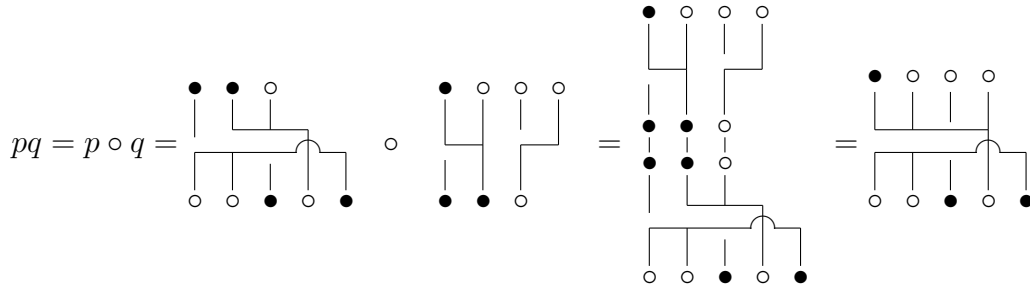 pq = p ∘ q = ∘ = =